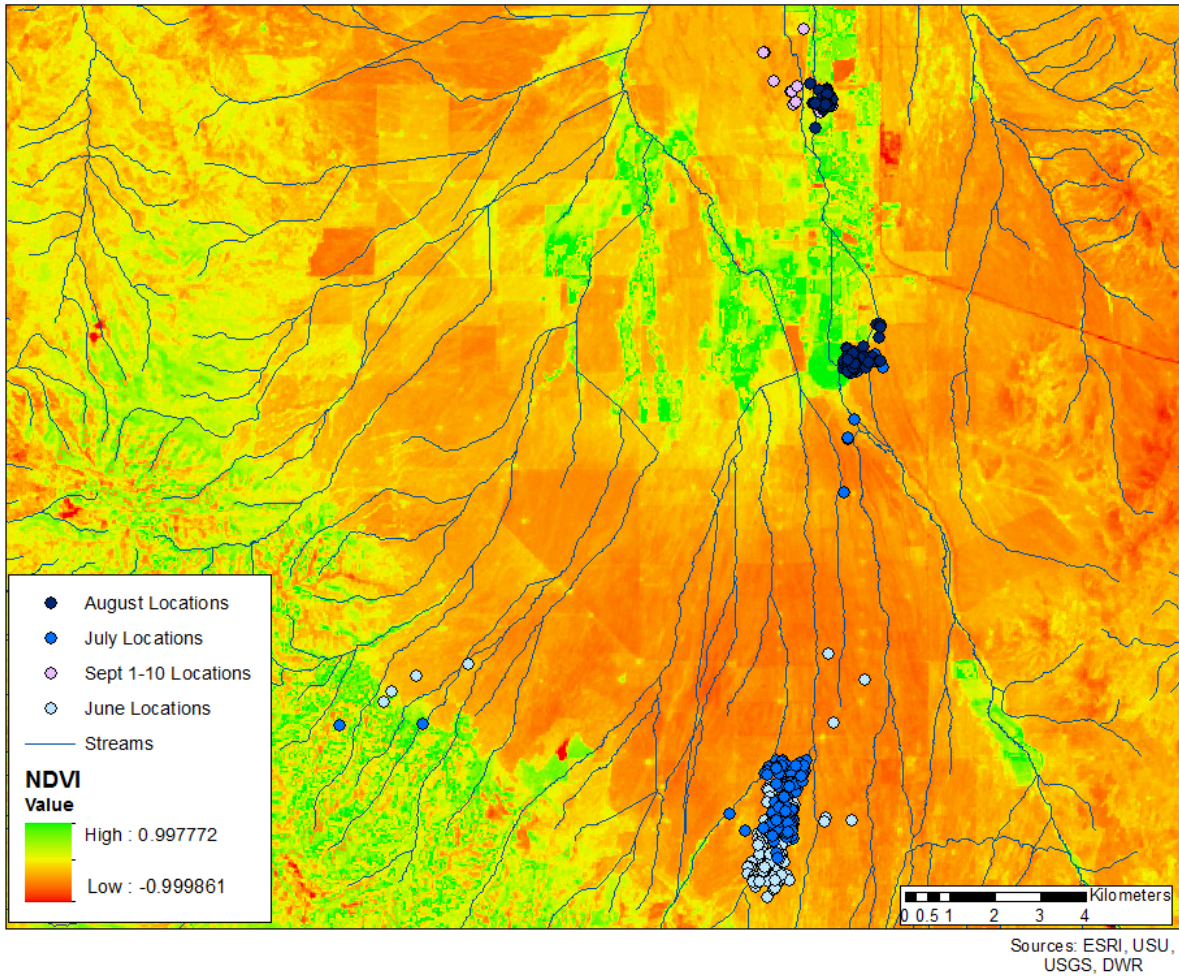 August Locations
July Locations
Sept 1-10 Locations
June Locations
Streams
NDVI
Value
High : 0.997772
Low : -0.999861
Kilometers
0 0.5 1 2 3 4
Sources: ESRI, USU,
USGS, DWR